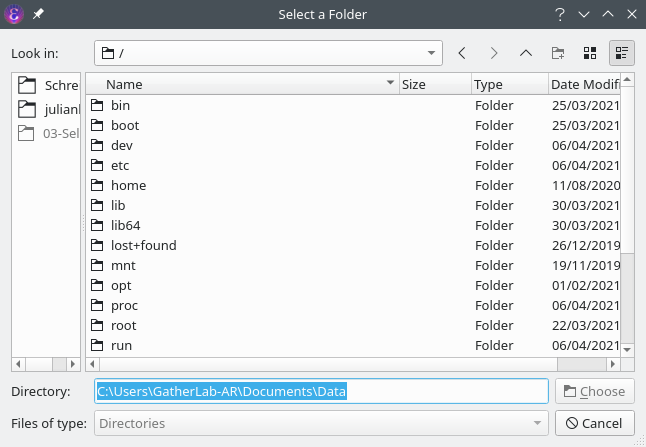 Select a Folder
Look in: /
Name Size Type Date Modifi
Schre
julianl
03-Sel
bin Folder 25/03/2021
boot Folder 25/03/2021
dev Folder 06/04/2021
etc Folder 06/04/2021
home Folder 11/08/2020
lib Folder 30/03/2021
lib64 Folder 30/03/2021
lost+found Folder 26/12/2019
mnt Folder 19/11/2019
opt Folder 01/02/2021
proc Folder 06/04/2021
root Folder 22/03/2021
run Folder 06/04/2021
Directory: C:\Users\GatherLab-AR\Documents\Data Choose
Files of type: Directories Cancel